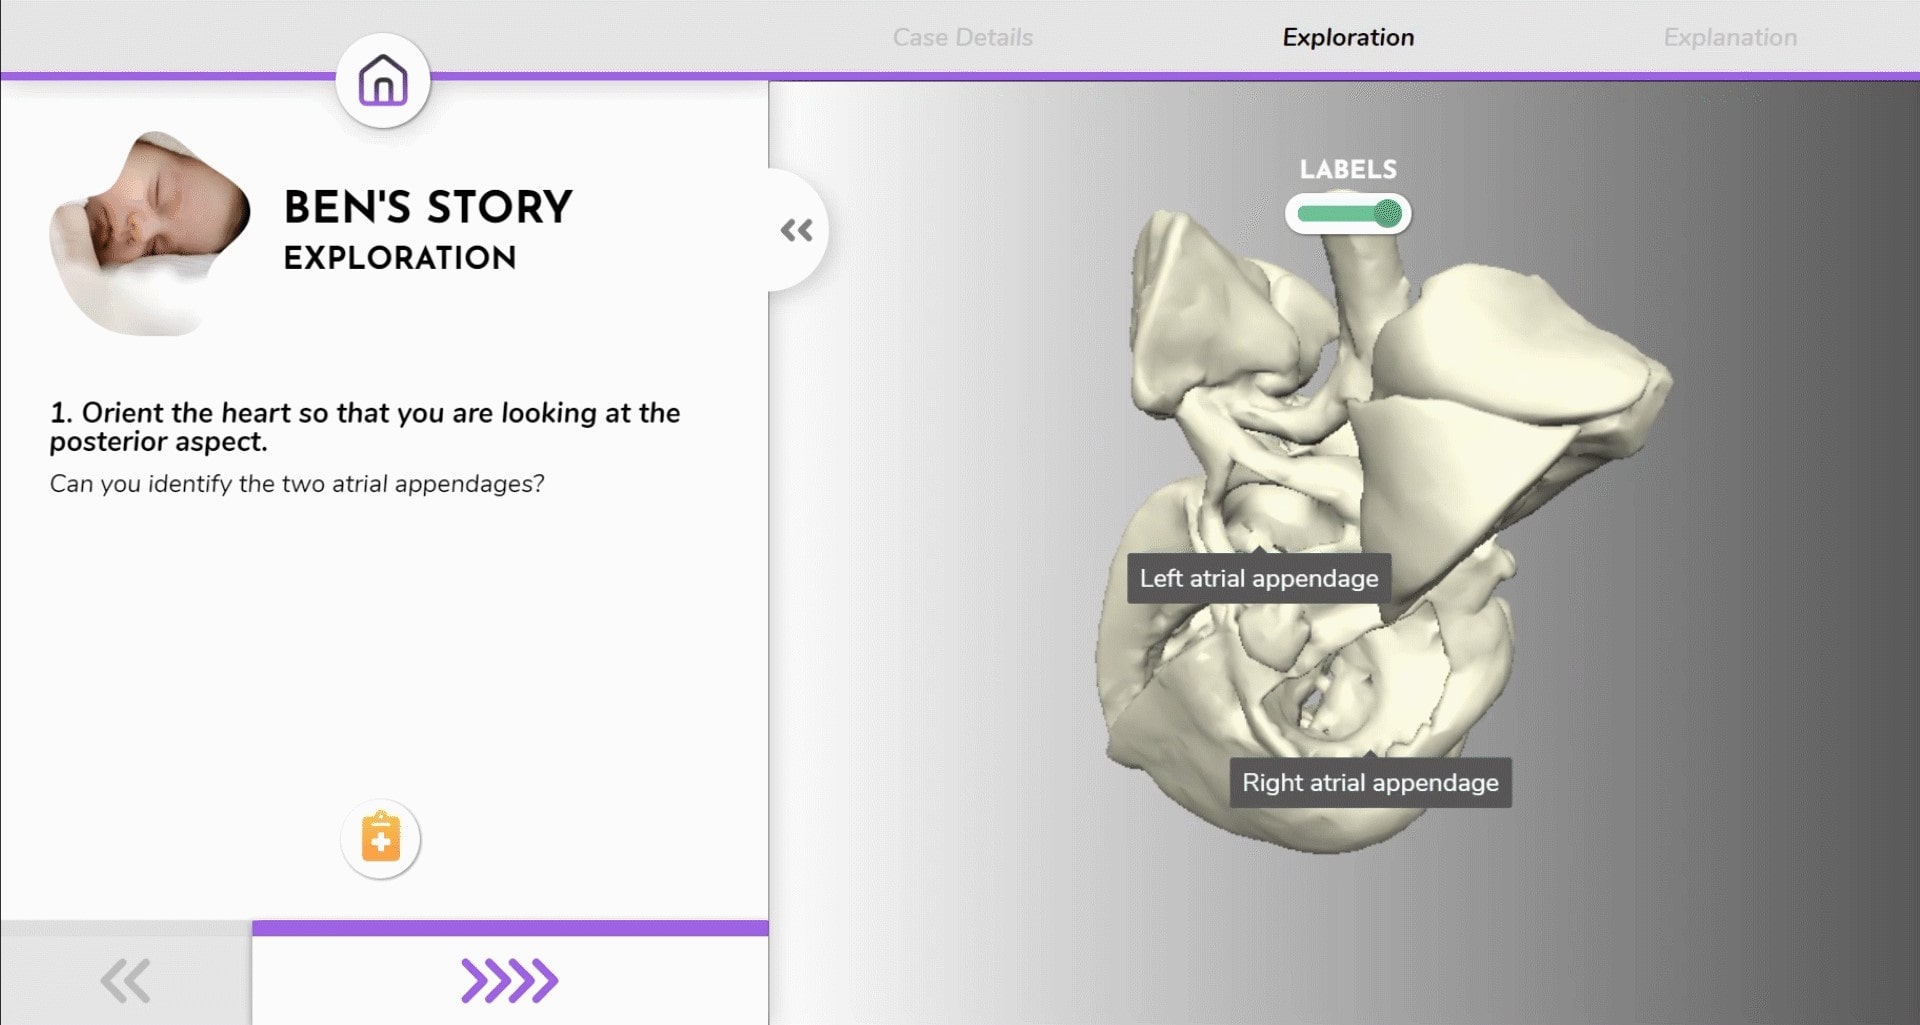 Case Details
Exploration
Explanation
BEN'S STORY
EXPLORATION
1. Orient the heart so that you are looking at the
posterior aspect.
Can you identify the two atrial appendages?
LABELS
Left atrial appendage
Right atrial appendage